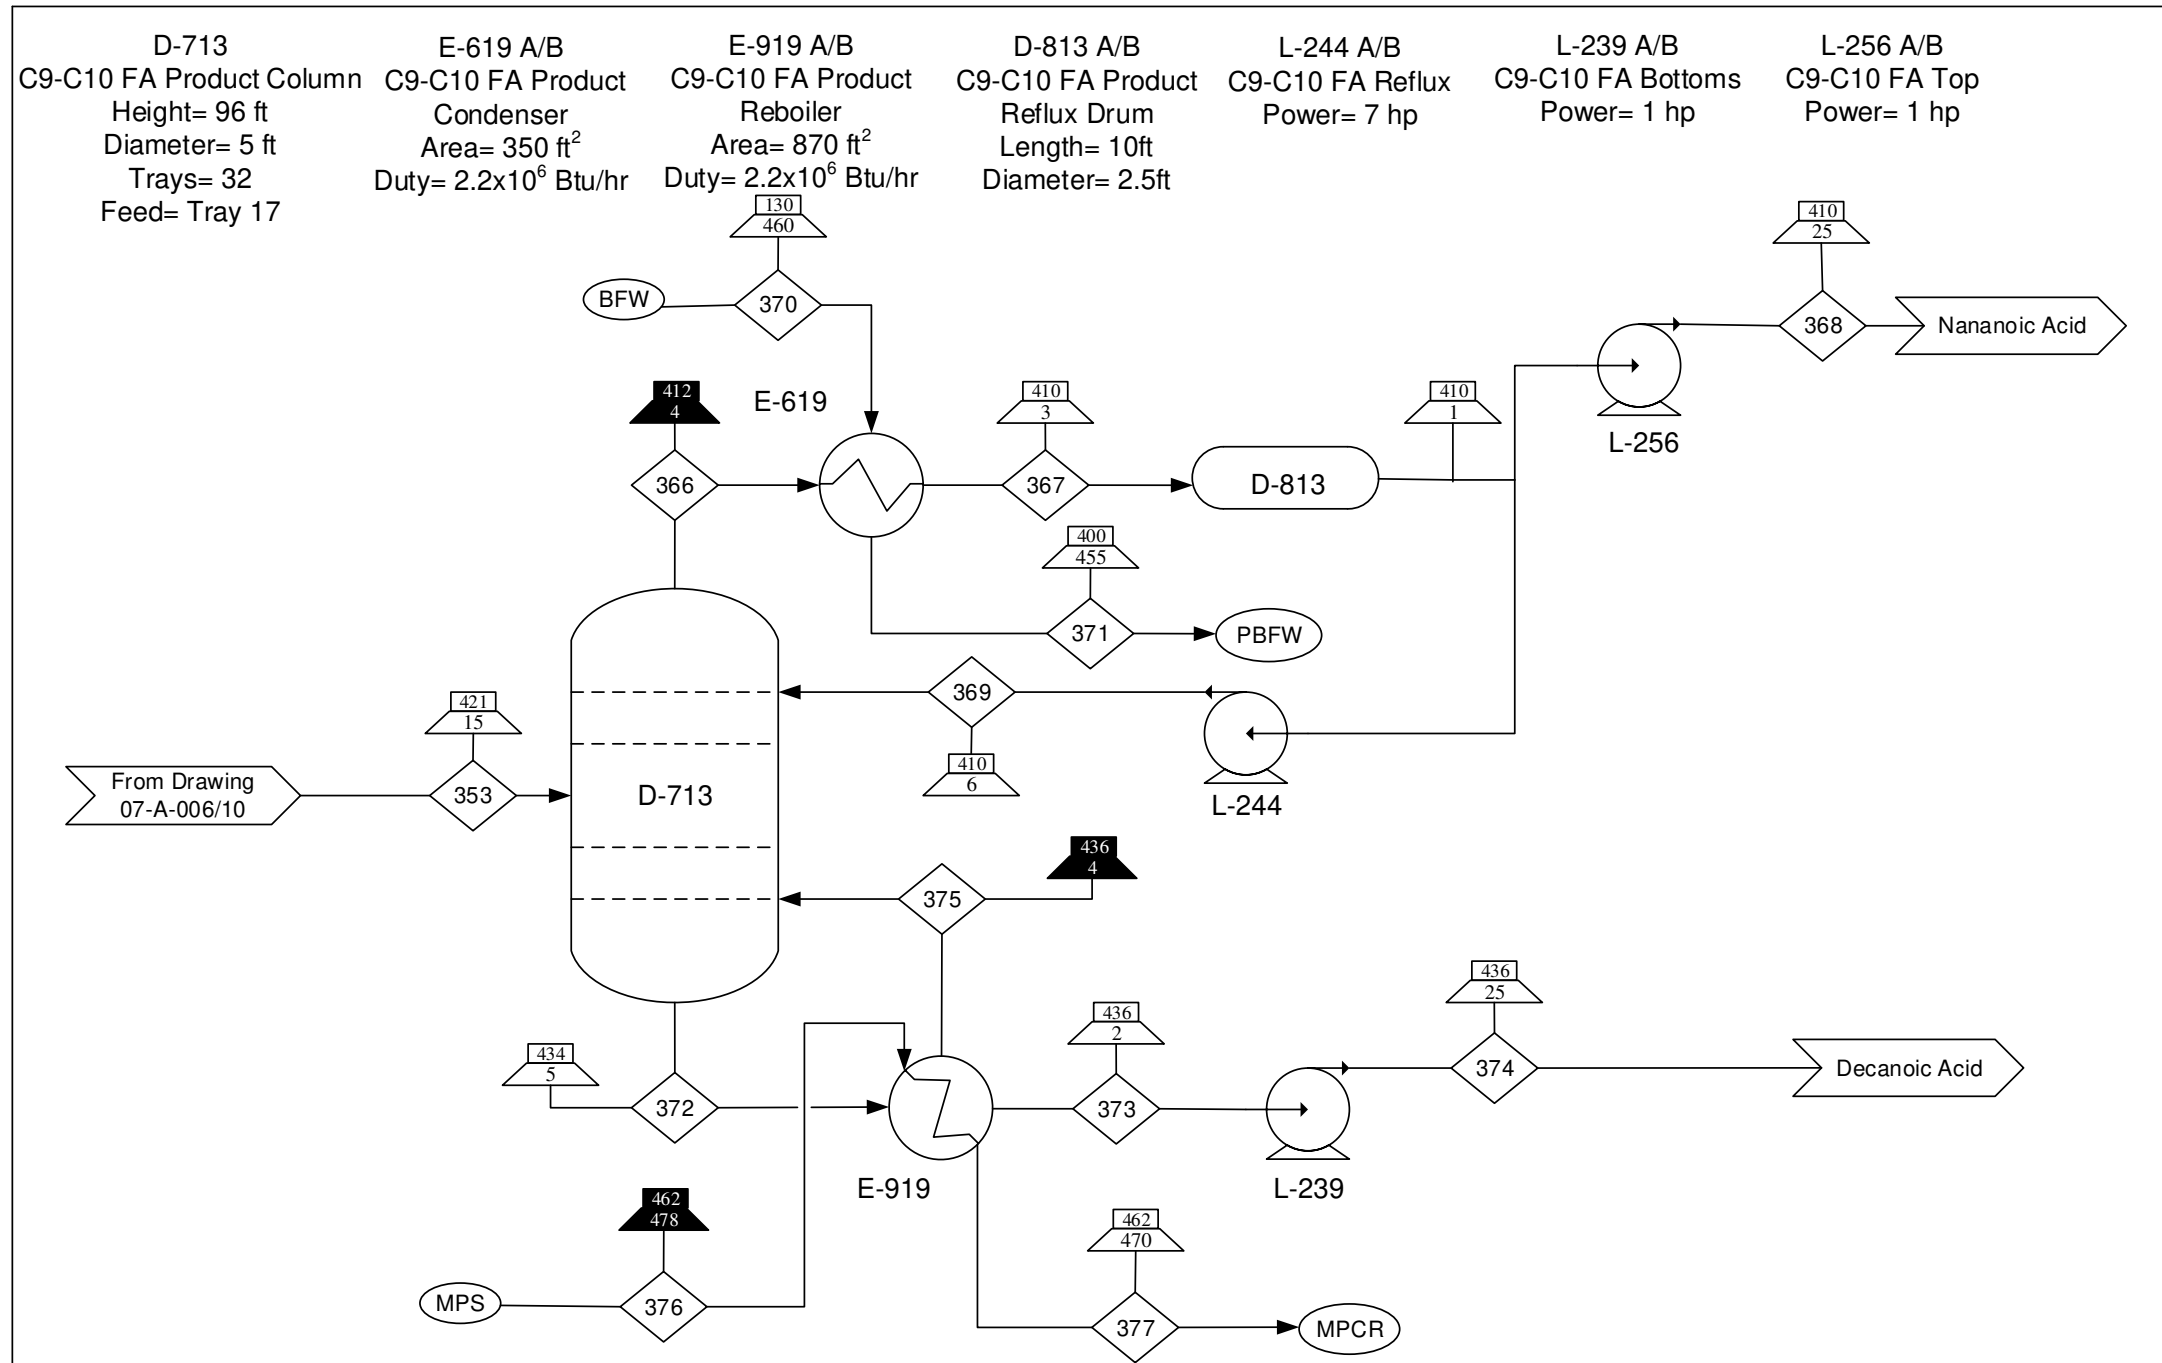 D-713
C9-C10 FA Product Column
Height= 96 ft
Diameter= 5 ft
Trays= 32
Feed= Tray 17
E-619 A/B
C9-C10 FA Product
Condenser
Area= 350 ft²
Duty= 2.2x10⁶ Btu/hr
E-919 A/B
C9-C10 FA Product
Reboiler
Area= 870 ft²
Duty= 2.2x10⁶ Btu/hr
D-813 A/B
C9-C10 FA Product
Reflux Drum
Length= 10ft
Diameter= 2.5ft
L-244 A/B
C9-C10 FA Reflux
Power= 7 hp
L-239 A/B
C9-C10 FA Bottoms
Power= 1 hp
L-256 A/B
C9-C10 FA Top
Power= 1 hp
130
460
BFW
370
410
25
368
Nananoic Acid
L-256
412
4
E-619
366
410
3
367
D-813
410
1
400
455
371
PBFW
369
410
6
L-244
421
15
From Drawing
07-A-006/10
353
D-713
436
4
375
434
5
372
E-919
436
2
373
L-239
436
25
374
Decanoic Acid
462
478
MPS
376
462
470
377
MPCR